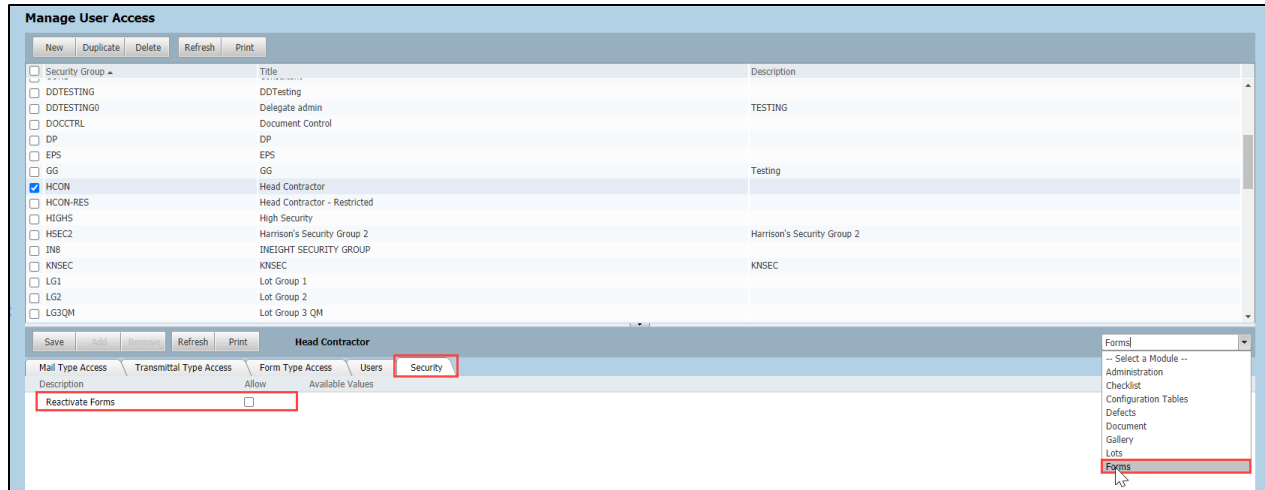 Manage User Access
New Duplicate Delete Refresh Print
Security Group Title Description
DDTESTING DDTesting
DDTESTING0 Delegate admin TESTING
DOCCTRL Document Control
DP DP
EPS EPS
GG GG Testing
HCON Head Contractor
HCON-RES Head Contractor - Restricted
HIGHS High Security
HSEC2 Harrison's Security Group 2 Harrison's Security Group 2
IN8 INEIGHT SECURITY GROUP
KNSEC KNSEC KNSEC
LG1 Lot Group 1
LG2 Lot Group 2
LG3QM Lot Group 3 QM
Save Add Remove Refresh Print Head Contractor Forms
Mail Type Access Transmittal Type Access Form Type Access Users Security
Description Allow Available Values
Reactivate Forms
-- Select a Module --
Administration
Checklist
Configuration Tables
Defects
Document
Gallery
Lots
Forms